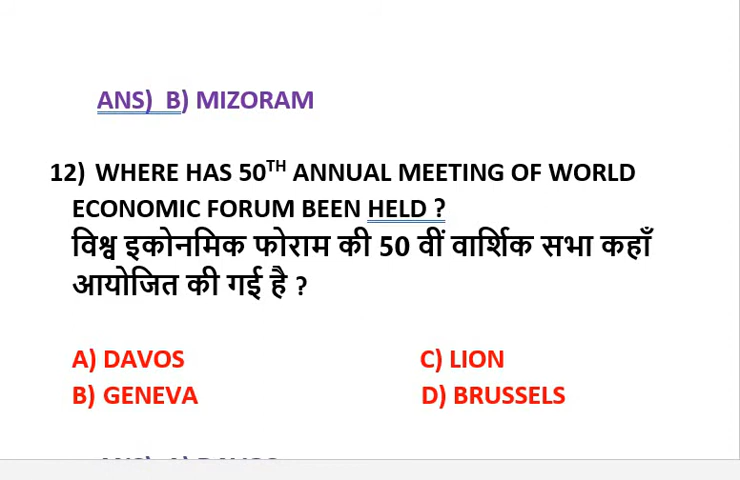 ANS) B) MIZORAM
12) WHERE HAS 50TH ANNUAL MEETING OF WORLD
ECONOMIC FORUM BEEN HELD ?
विश्व इकोनमिक फोराम की 50 वीं वार्शिक सभा कहाँ
आयोजित की गई है ?
A) DAVOS
C) LION
B) GENEVA
D) BRUSSELS